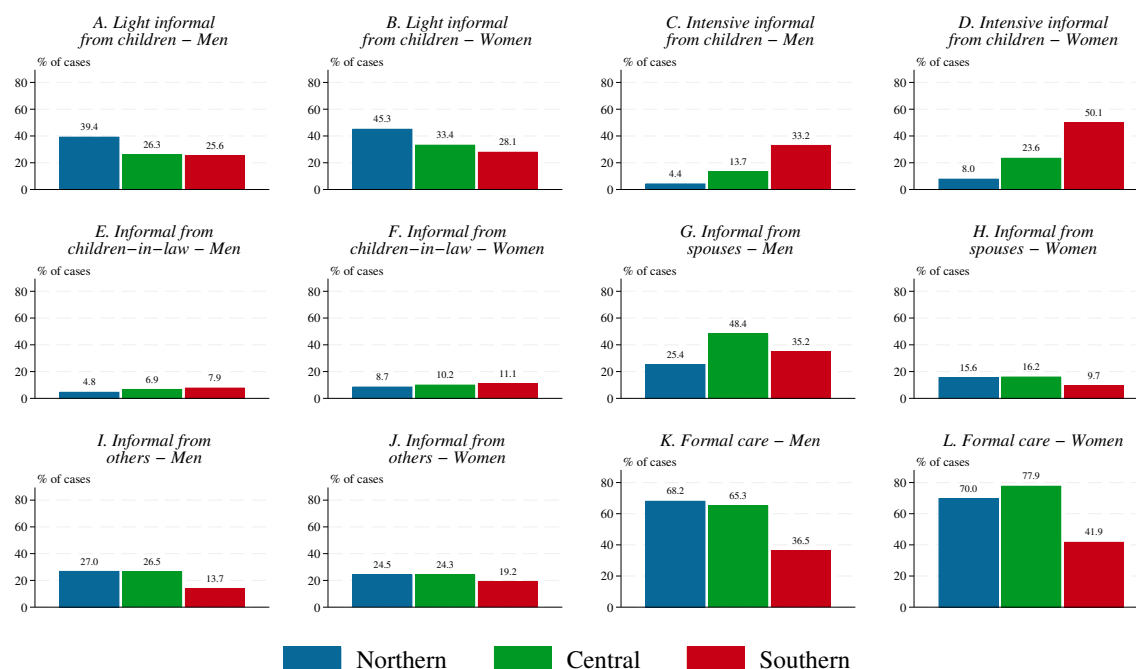 A. Light informal
from children − Men
% of cases
80
60
40
20
0
39.4
26.3
25.6
B. Light informal
from children − Women
% of cases
80
60
40
20
0
45.3
33.4
28.1
C. Intensive informal
from children − Men
% of cases
80
60
40
20
0
4.4
13.7
33.2
D. Intensive informal
from children − Women
% of cases
80
60
40
20
0
8.0
23.6
50.1
E. Informal from
children−in−law − Men
% of cases
80
60
40
20
0
4.8
6.9
7.9
F. Informal from
children−in−law − Women
% of cases
80
60
40
20
0
8.7
10.2
11.1
G. Informal from
spouses − Men
% of cases
80
60
40
20
0
25.4
48.4
35.2
H. Informal from
spouses − Women
% of cases
80
60
40
20
0
15.6
16.2
9.7
I. Informal from
others − Men
% of cases
80
60
40
20
0
27.0
26.5
13.7
J. Informal from
others − Women
% of cases
80
60
40
20
0
24.5
24.3
19.2
K. Formal care − Men
% of cases
80
60
40
20
0
68.2
65.3
36.5
L. Formal care − Women
% of cases
80
60
40
20
0
70.0
77.9
41.9
Northern
Central
Southern